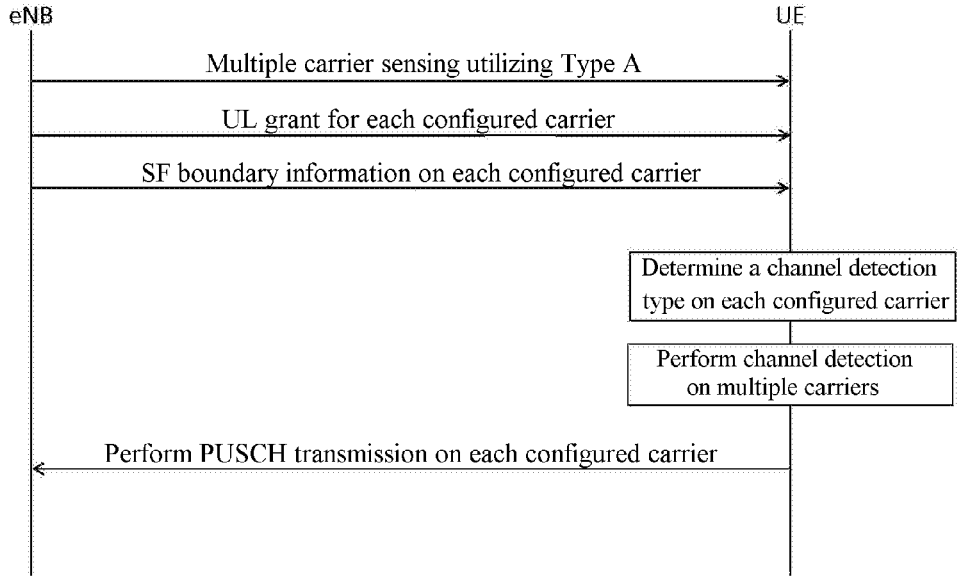 eNB
UE
Multiple carrier sensing utilizing Type A
UL grant for each configured carrier
SF boundary information on each configured carrier
Determine a channel detection
type on each configured carrier
Perform channel detection
on multiple carriers
Perform PUSCH transmission on each configured carrier